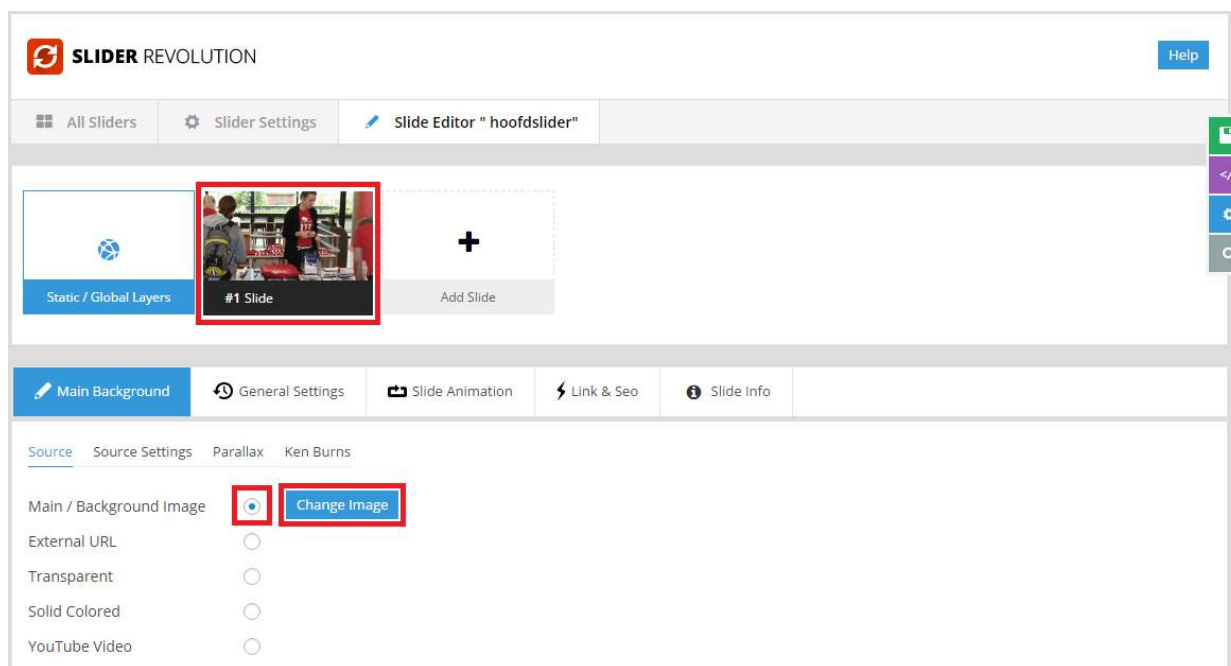 SLIDER REVOLUTION
Help
All Sliders Slider Settings Slide Editor " hoofdslider"
Static / Global Layers #1 Slide Add Slide
Main Background General Settings Slide Animation Link & Seo Slide Info
Source Source Settings Parallax Ken Burns
Main / Background Image Change Image
External URL
Transparent
Solid Colored
YouTube Video